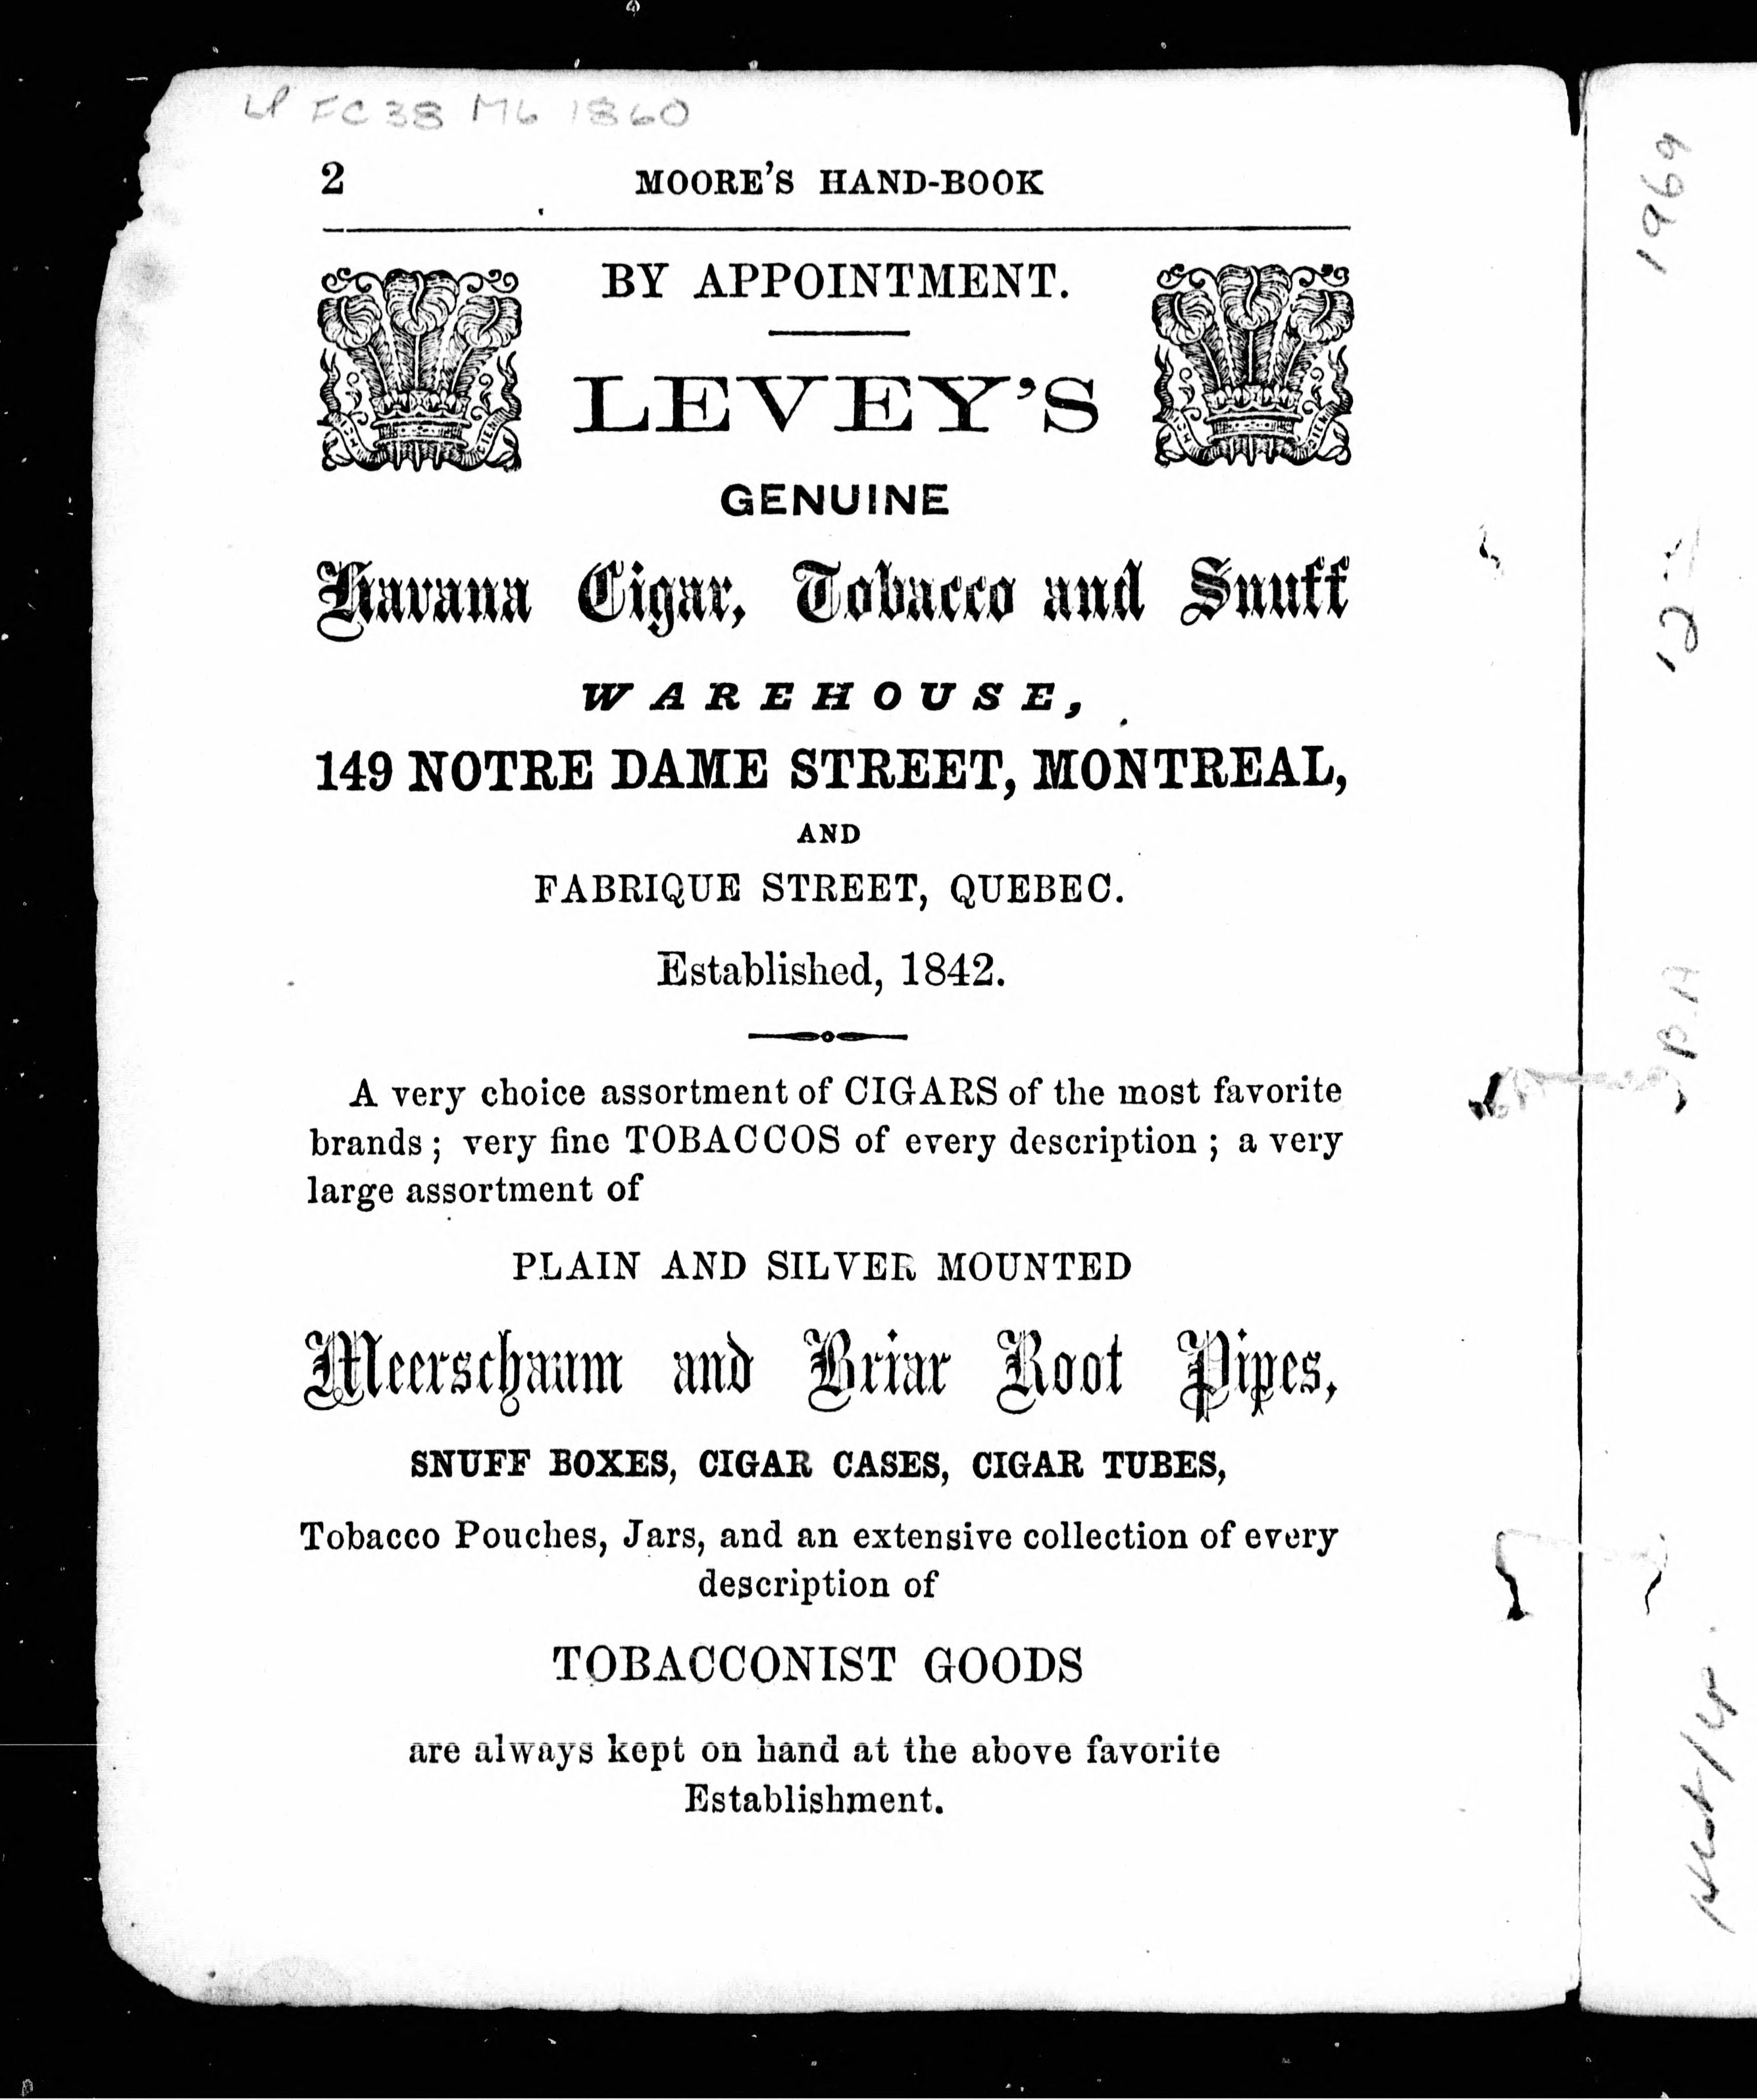 LP FC 38 M6 1860
2 MOORE'S HAND-BOOK
BY APPOINTMENT.
LEVEY'S
GENUINE
Havana Cigar, Tobacco and Snuff
WAREHOUSE,
149 NOTRE DAME STREET, MONTREAL,
AND
FABRIQUE STREET, QUEBEC.
Established, 1842.
A very choice assortment of CIGARS of the most favorite
brands ; very fine TOBACCOS of every description ; a very
large assortment of
PLAIN AND SILVER MOUNTED
Meerschaum and Briar Root Pipes,
SNUFF BOXES, CIGAR CASES, CIGAR TUBES,
Tobacco Pouches, Jars, and an extensive collection of every
description of
TOBACCONIST GOODS
are always kept on hand at the above favorite
Establishment.
1969